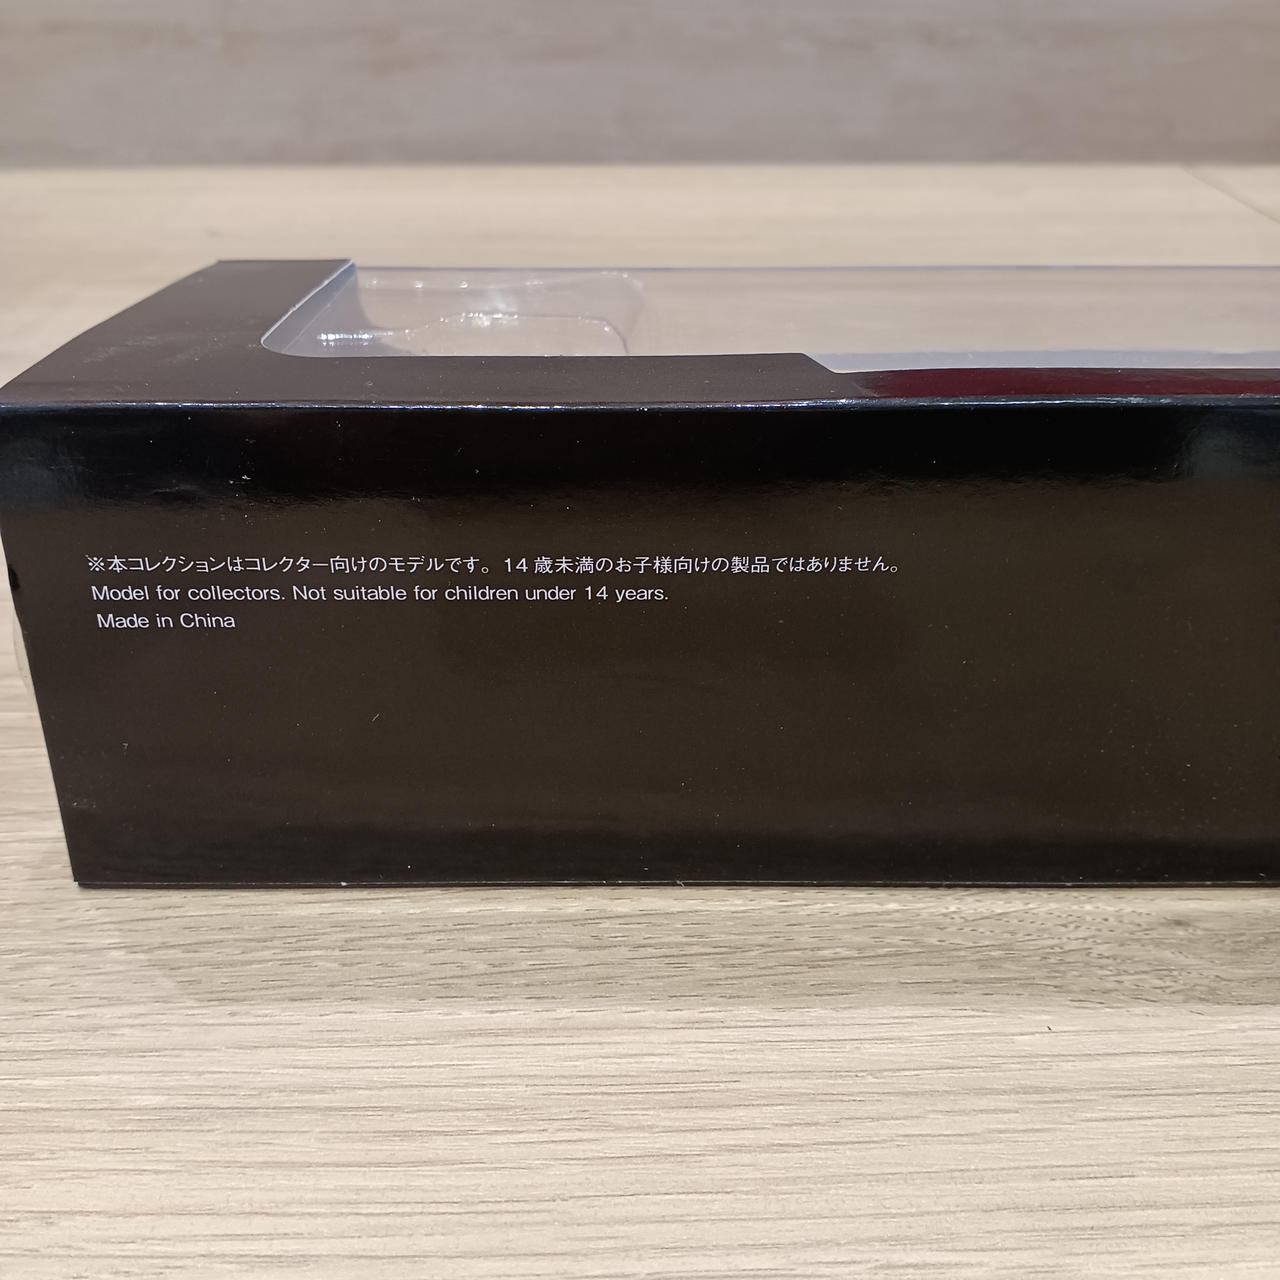 ※本コレクションはコレクター向けのモデルです。14歳未満のお子様向けの製品ではありません。
Model for collectors. Not suitable for children under 14 years.
Made in China